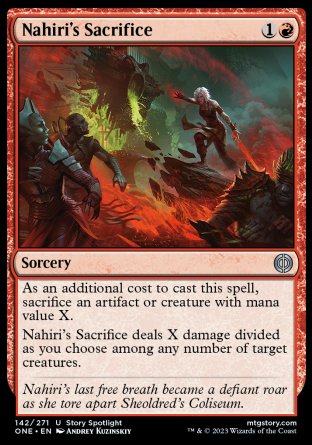 Nahiri's Sacrifice 1
Sorcery
As an additional cost to cast this spell,
sacrifice an artifact or creature with mana
value X.
Nahiri's Sacrifice deals X damage divided
as you choose among any number of target
creatures.
Nahiri's last free breath became a defiant roar
as she tore apart Sheoldred's Coliseum.
142/271 U Story Spotlight mtgstory.com
ONE • EN Andrey Kuzinskiy ™ & © 2023 Wizards of the Coast